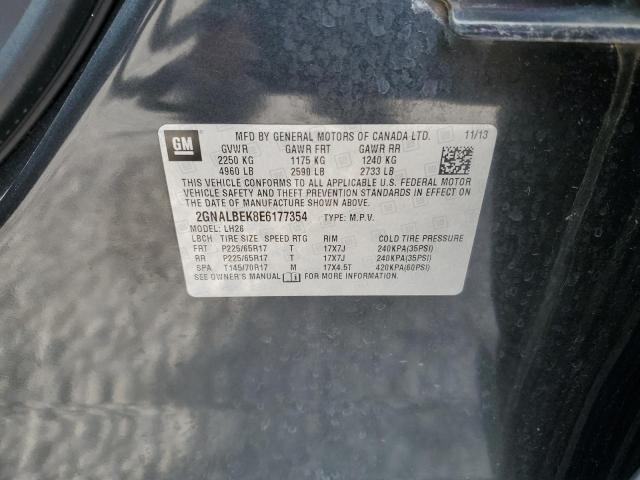 GM
MFD BY GENERAL MOTORS OF CANADA LTD. 11/13
GVWR GAWR FRT GAWR RR
2250 KG 1175 KG 1240 KG
4960 LB 2590 LB 2733 LB
THIS VEHICLE CONFORMS TO ALL APPLICABLE U.S. FEDERAL MOTOR
VEHICLE SAFETY AND THEFT PREVENTION STANDARDS IN EFFECT ON
THE DATE OF MANUFACTURE SHOWN ABOVE.
2GNALBEK8E6177354 TYPE: M.P.V.
MODEL: LH26
LBCH TIRE SIZE SPEED RTG RIM COLD TIRE PRESSURE
FRT P225/65R17 T 17X7J 240KPA(35PSI)
RR P225/65R17 T 17X7J 240KPA(35PSI)
SPA T145/70R17 M 17X4.5T 420KPA(60PSI)
SEE OWNER'S MANUAL FOR MORE INFORMATION.